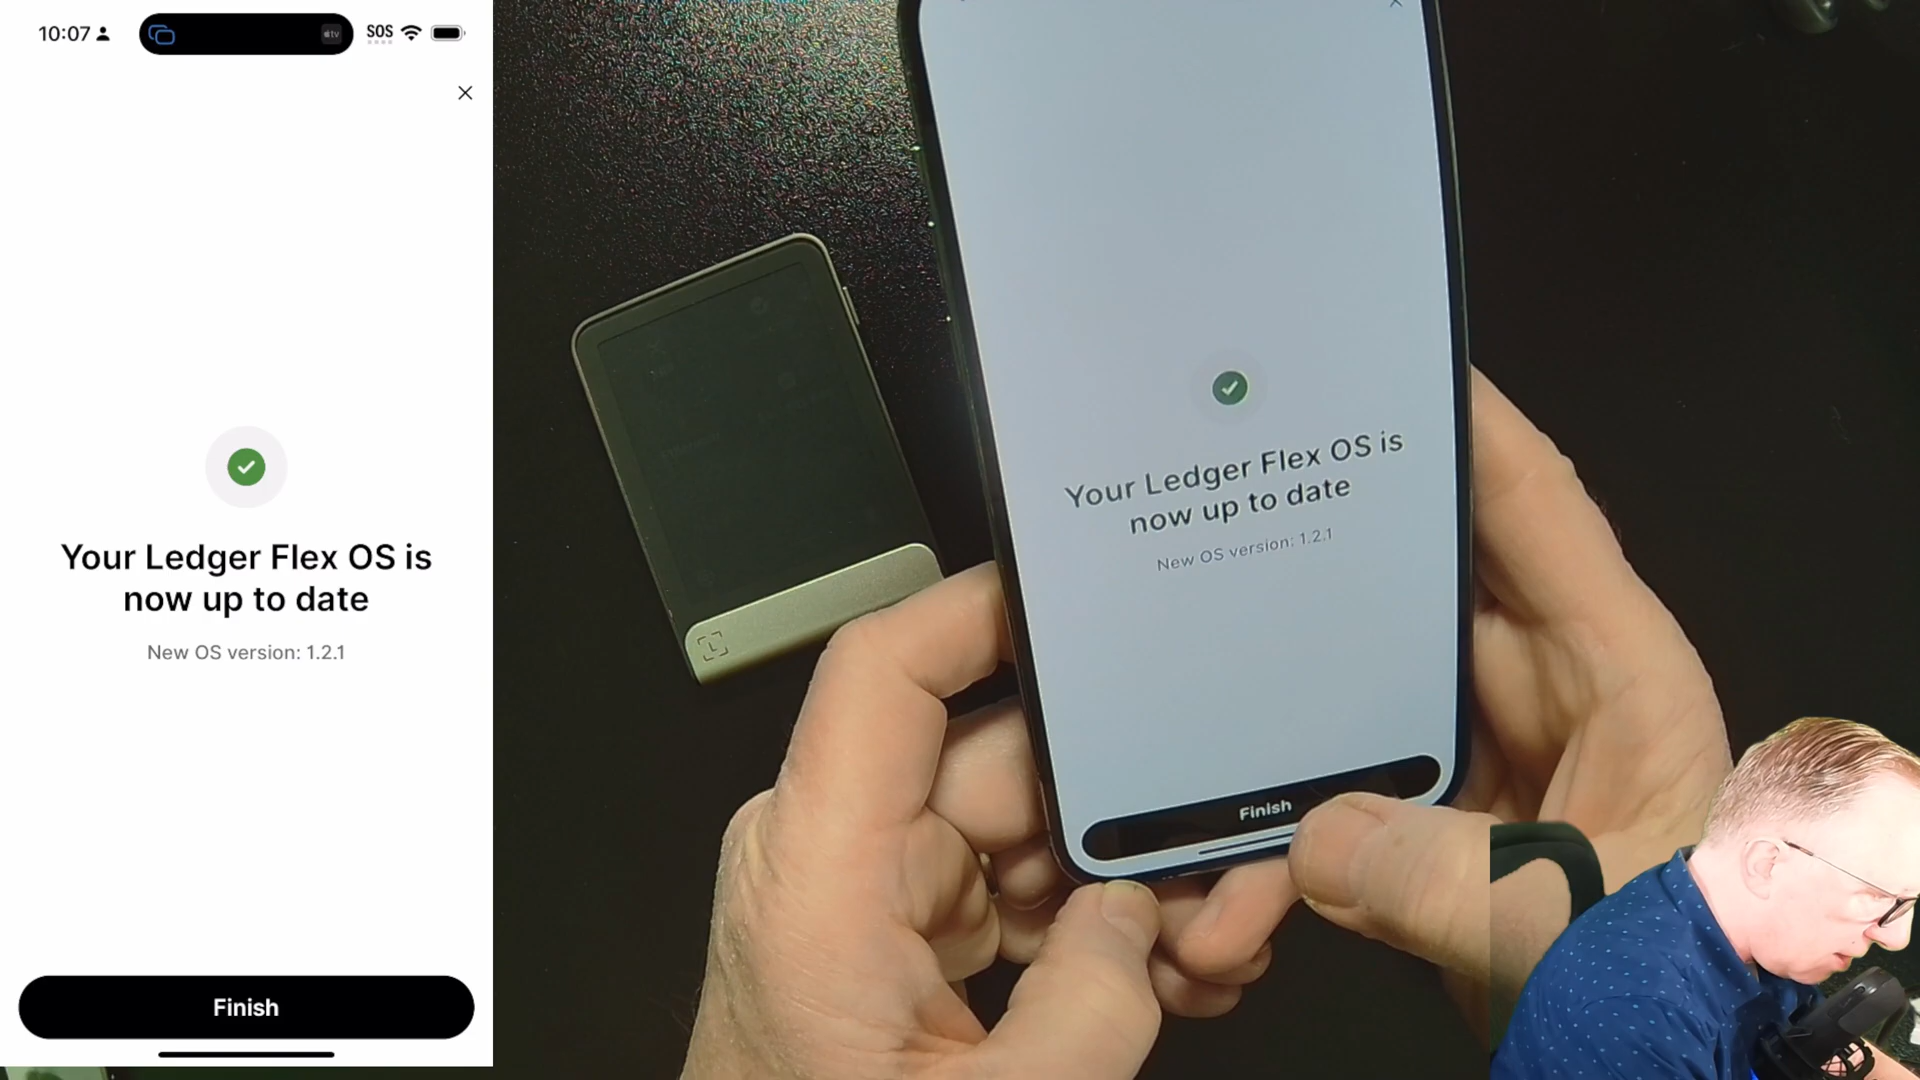 10:07
tv
SOS
Your Ledger Flex OS is
now up to date
New OS version: 1.2.1
Finish
Your Ledger Flex OS is
now up to date
New OS version: 1.2.1
Finish